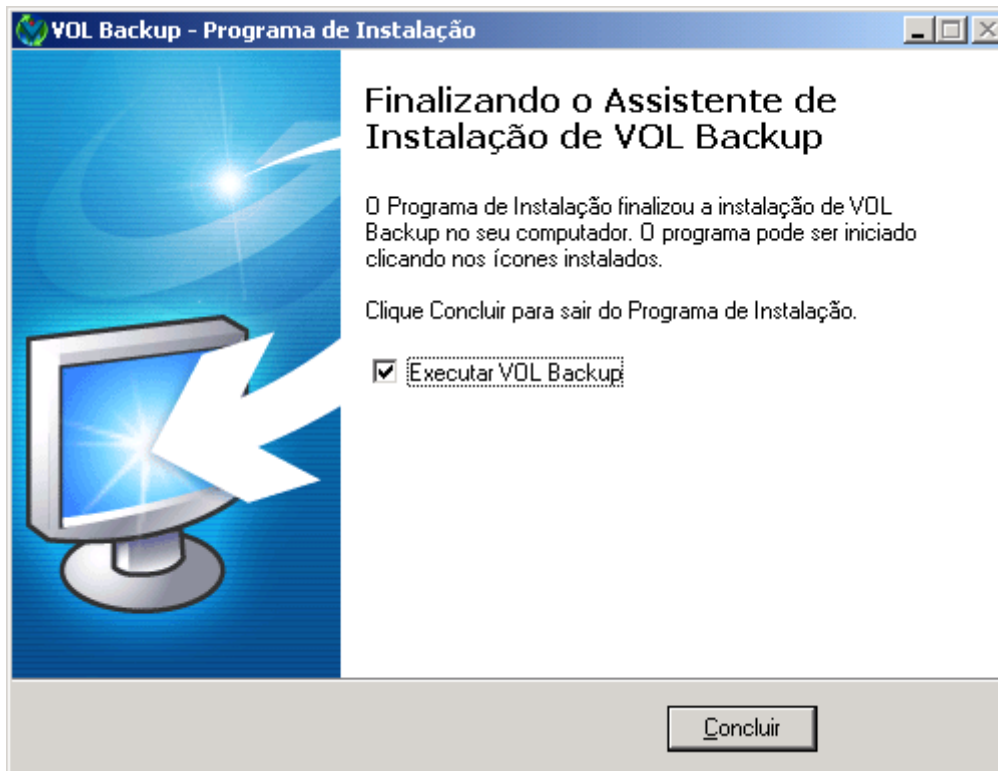 VOL Backup - Programa de Instalação
Finalizando o Assistente de
Instalação de VOL Backup
O Programa de Instalação finalizou a instalação de VOL
Backup no seu computador. O programa pode ser iniciado
clicando nos ícones instalados.
Clique Concluir para sair do Programa de Instalação.
Executar VOL Backup
Concluir